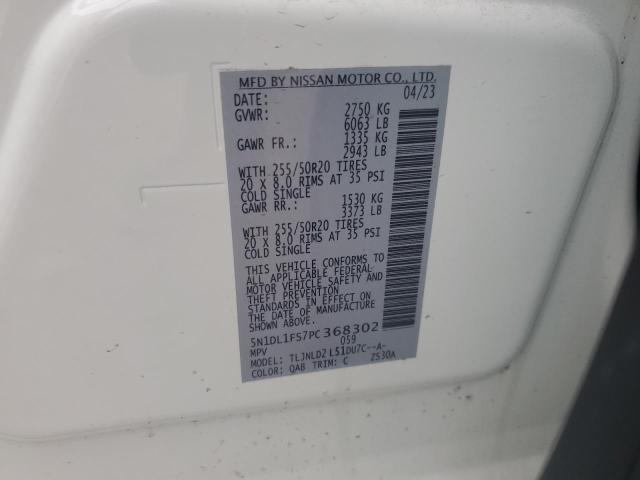 MFD BY NISSAN MOTOR CO., LTD.
DATE: 04/23
GVWR: 2750 KG
6063 LB
GAWR FR.: 1335 KG
2943 LB
WITH 255/50R20 TIRES
20 X 8.0 RIMS AT 35 PSI
COLD SINGLE
GAWR RR.: 1530 KG
3373 LB
WITH 255/50R20 TIRES
20 X 8.0 RIMS AT 35 PSI
COLD SINGLE
THIS VEHICLE CONFORMS TO
ALL APPLICABLE FEDERAL
MOTOR VEHICLE SAFETY AND
THEFT PREVENTION
STANDARDS IN EFFECT ON
THE DATE OF MANUFACTURE
SHOWN ABOVE.
5N1DL1FS7PC368302
MPV 059
MODEL: TLJNLD2 L51DU7C--A-
COLOR: QAB TRIM: C ZS30A